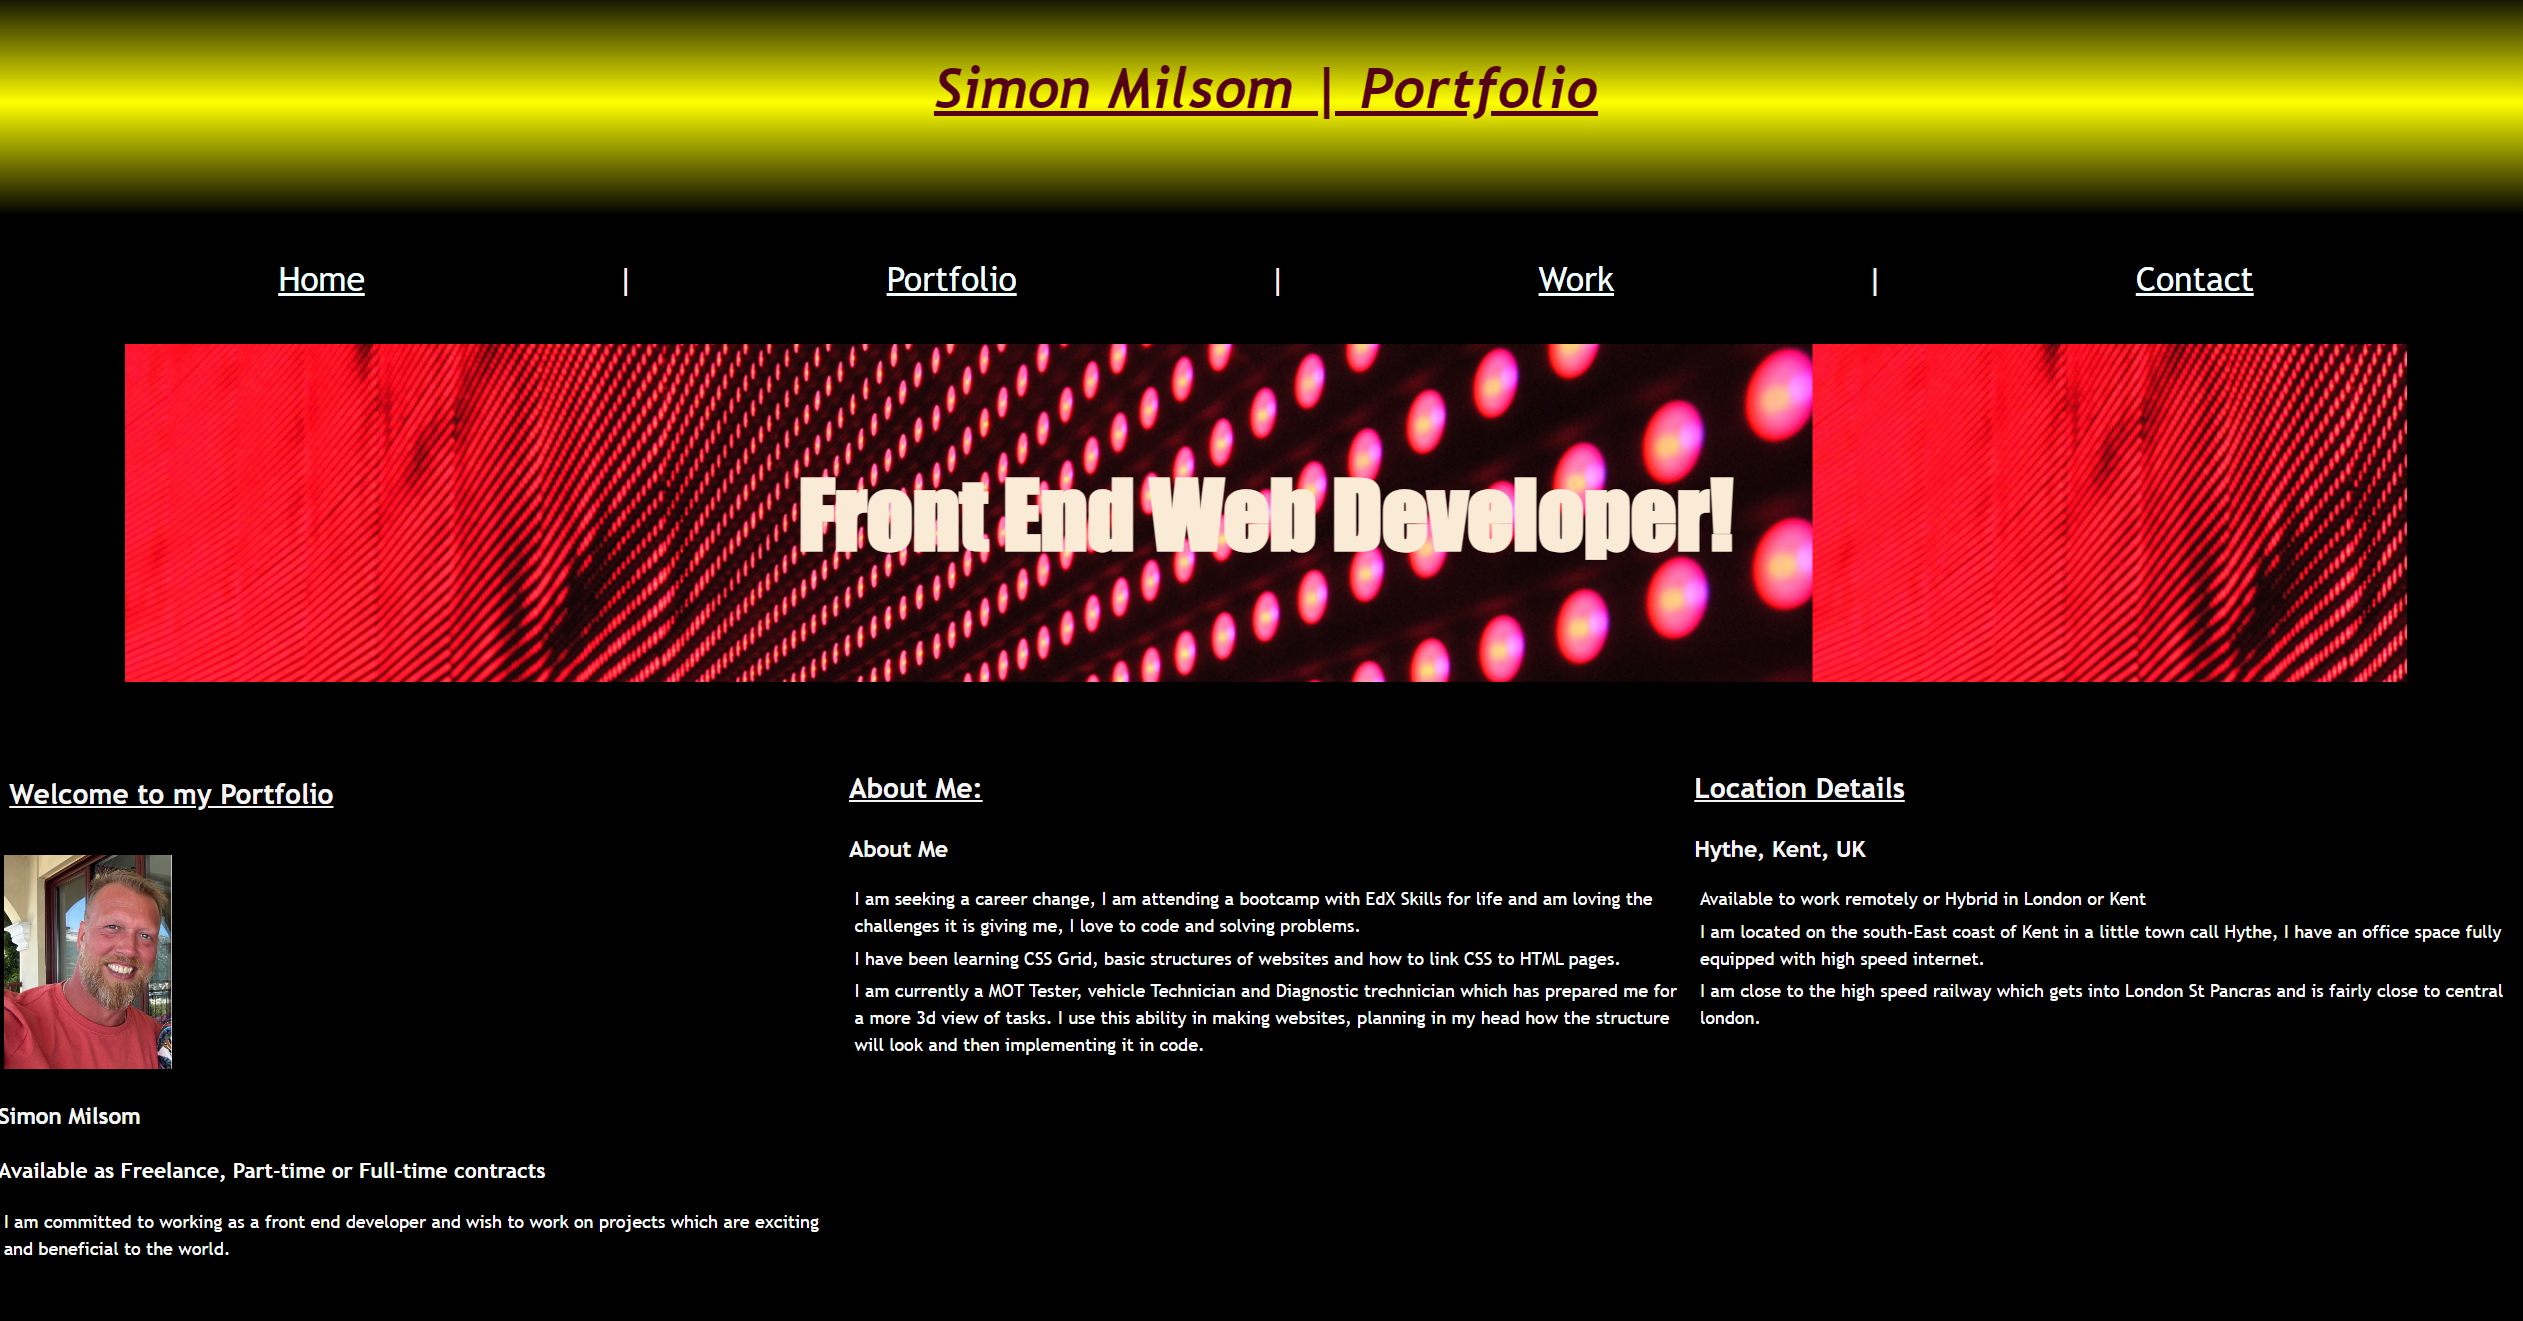 Simon Milsom | Portfolio
Home | Portfolio | Work | Contact
Front End Web Developer!
Welcome to my Portfolio
Simon Milsom
Available as Freelance, Part-time or Full-time contracts
I am committed to working as a front end developer and wish to work on projects which are exciting
and beneficial to the world.
About Me:
About Me
I am seeking a career change, I am attending a bootcamp with EdX Skills for life and am loving the
challenges it is giving me, I love to code and solving problems.
I have been learning CSS Grid, basic structures of websites and how to link CSS to HTML pages.
I am currently a MOT Tester, vehicle Technician and Diagnostic trechnician which has prepared me for
a more 3d view of tasks. I use this ability in making websites, planning in my head how the structure
will look and then implementing it in code.
Location Details
Hythe, Kent, UK
Available to work remotely or Hybrid in London or Kent
I am located on the south-East coast of Kent in a little town call Hythe, I have an office space fully
equipped with high speed internet.
I am close to the high speed railway which gets into London St Pancras and is fairly close to central
london.